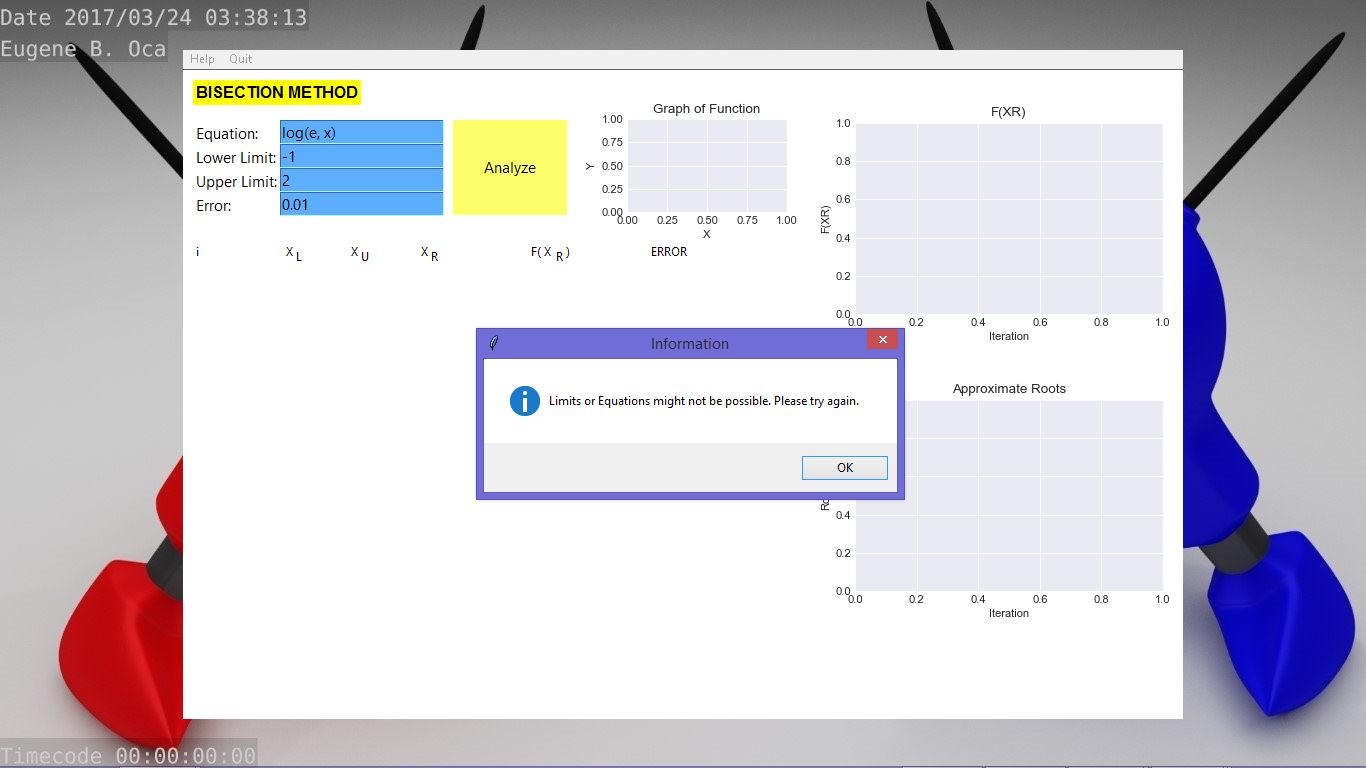 Date 2017/03/24 03:38:13
Eugene B. Oca
Help Quit
BISECTION METHOD
Equation: log(e, x)
Lower Limit: -1
Upper Limit: 2
Error: 0.01
Analyze
Graph of Function
1.00
0.75
0.50
0.25
0.00
Y
0.00 0.25 0.50 0.75 1.00
X
F(XR)
1.0
0.8
0.6
0.4
0.2
0.0
F(XR)
0.0 0.2 0.4 0.6 0.8 1.0
Iteration
i X L X U X R F( X R ) ERROR
Information
Limits or Equations might not be possible. Please try again.
OK
Approximate Roots
0.4
0.2
0.0
0.0 0.2 0.4 0.6 0.8 1.0
Iteration
Timecode 00:00:00:00